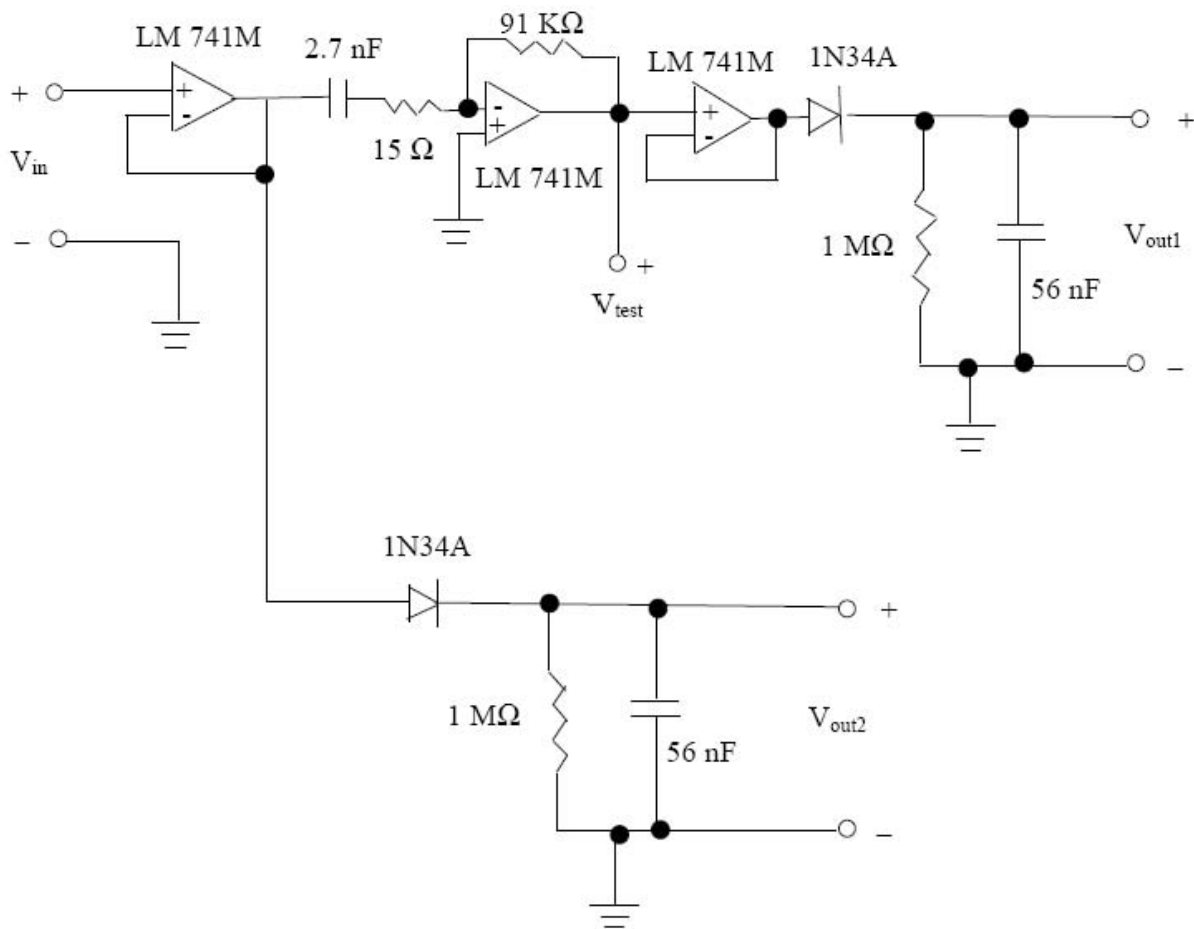 LM 741M
2.7 nF
91 KΩ
LM 741M
1N34A
+
+
-
-
+
+
-
+
15 Ω
LM 741M
Vin
–
+
Vtest
1 MΩ
56 nF
Vout1
–
1N34A
+
1 MΩ
56 nF
Vout2
–